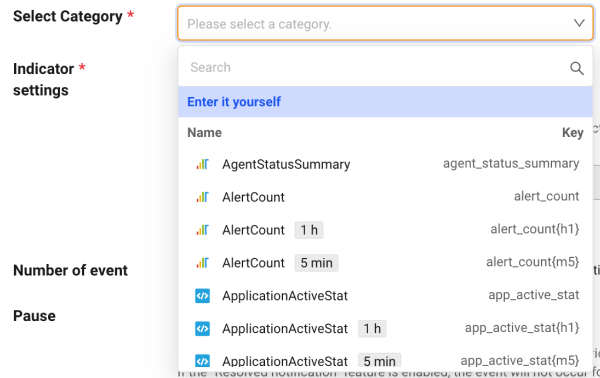 Select Category *
Please select a category.
Indicator *
settings
Search
Enter it yourself
Name Key
AgentStatusSummary agent_status_summary
AlertCount alert_count
AlertCount 1 h alert_count{h1}
AlertCount 5 min alert_count{m5}
Number of event
ApplicationActiveStat app_active_stat
Pause
ApplicationActiveStat 1 h app_active_stat{h1}
ApplicationActiveStat 5 min app_active_stat{m5}
If the "Resolved notification" feature is enabled, the event will not occur fo